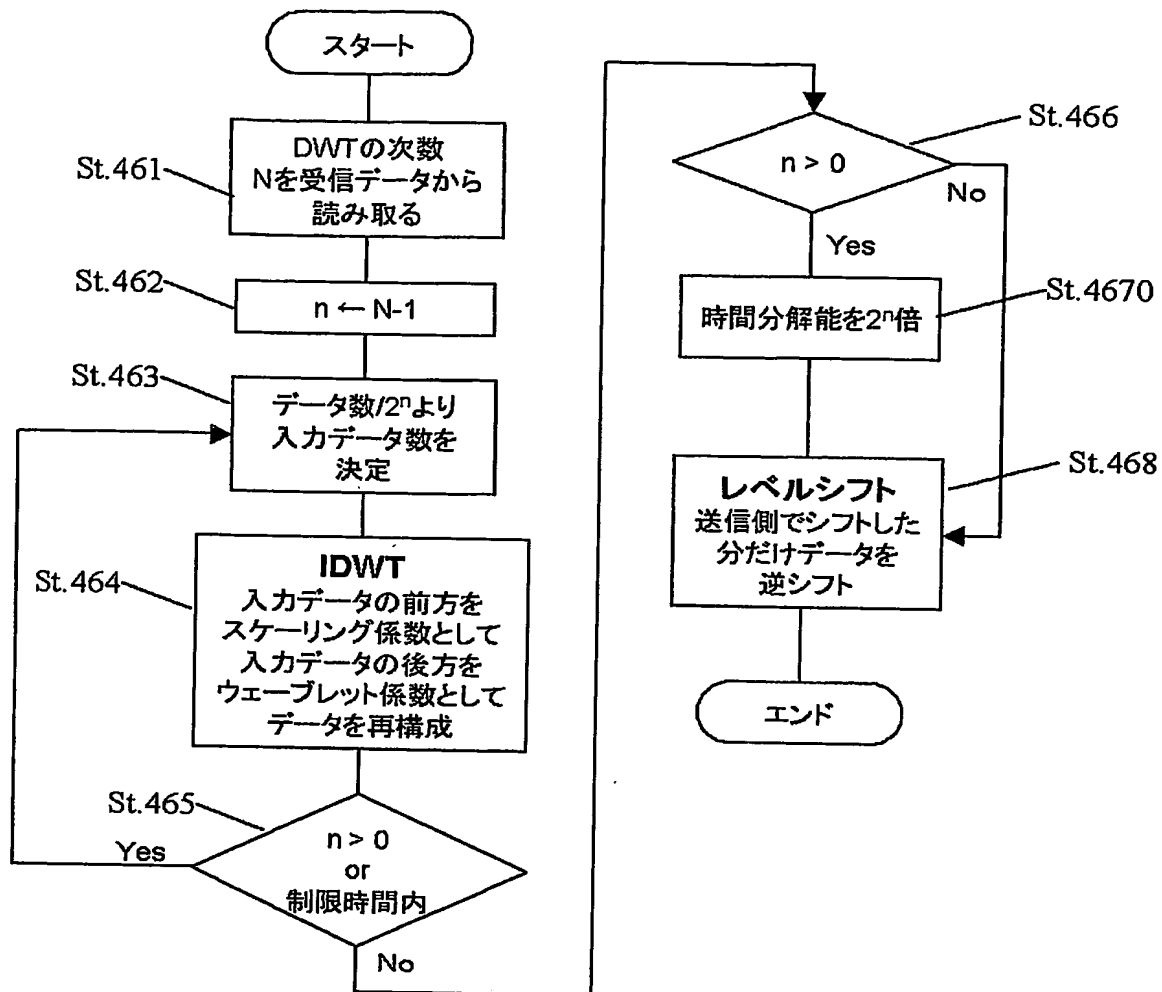 スタート
St.461
DWTの次数
Nを受信データから
読み取る
St.462
n ← N-1
St.463
データ数/2ⁿより
入力データ数を
決定
St.464
IDWT
入力データの前方を
スケーリング係数として
入力データの後方を
ウェーブレット係数として
データを再構成
St.465
n > 0
or
制限時間内
Yes
No
St.466
n > 0
No
Yes
St.4670
時間分解能を2ⁿ倍
St.468
レベルシフト
送信側でシフトした
分だけデータを
逆シフト
エンド